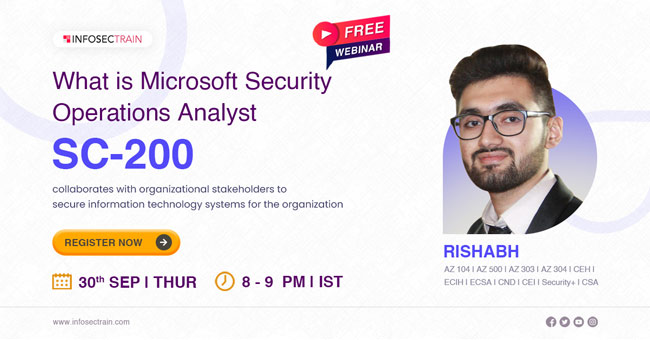 INFOSECTRAIN
FREE
WEBINAR
What is Microsoft Security
Operations Analyst
SC-200
collaborates with organizational stakeholders to
secure information technology systems for the organization
REGISTER NOW
30th SEP | THUR
8 - 9 PM | IST
RISHABH
AZ 104 | AZ 500 | AZ 303 | AZ 304 | CEH |
ECIH | ECSA | CND | CEI | Security+ | CSA
www.infosectrain.com